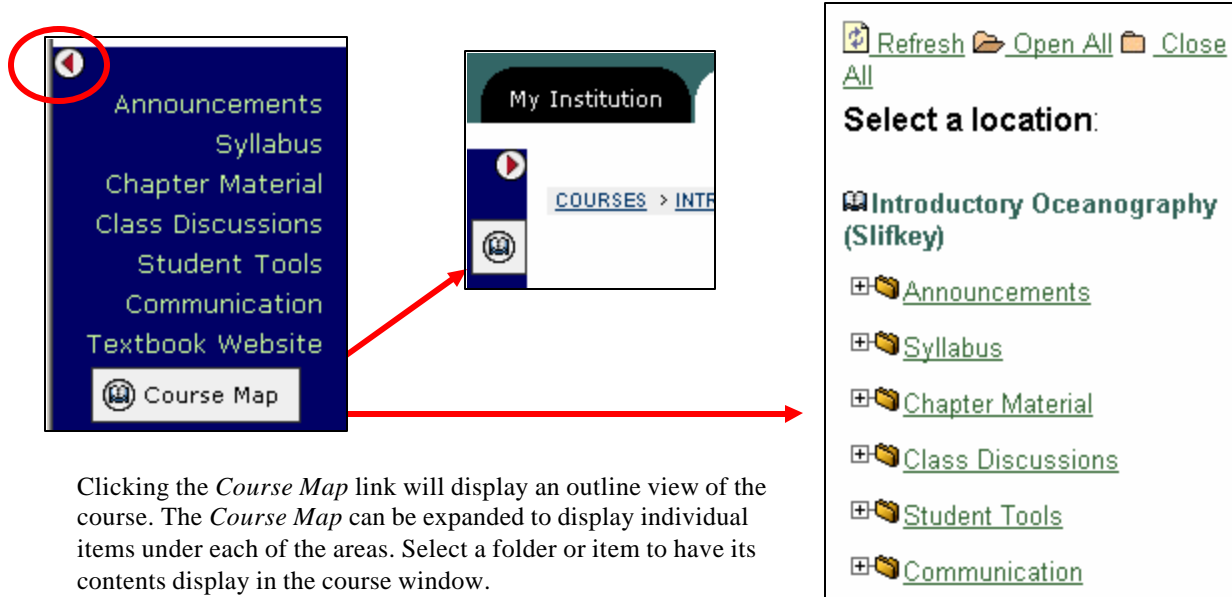 Announcements
Syllabus
Chapter Material
Class Discussions
Student Tools
Communication
Textbook Website
Course Map
My Institution
COURSES > INTR
Refresh Open All Close
All
Select a location:
Introductory Oceanography
(Slifkey)
Announcements
Syllabus
Chapter Material
Class Discussions
Student Tools
Communication
Clicking the Course Map link will display an outline view of the
course. The Course Map can be expanded to display individual
items under each of the areas. Select a folder or item to have its
contents display in the course window.